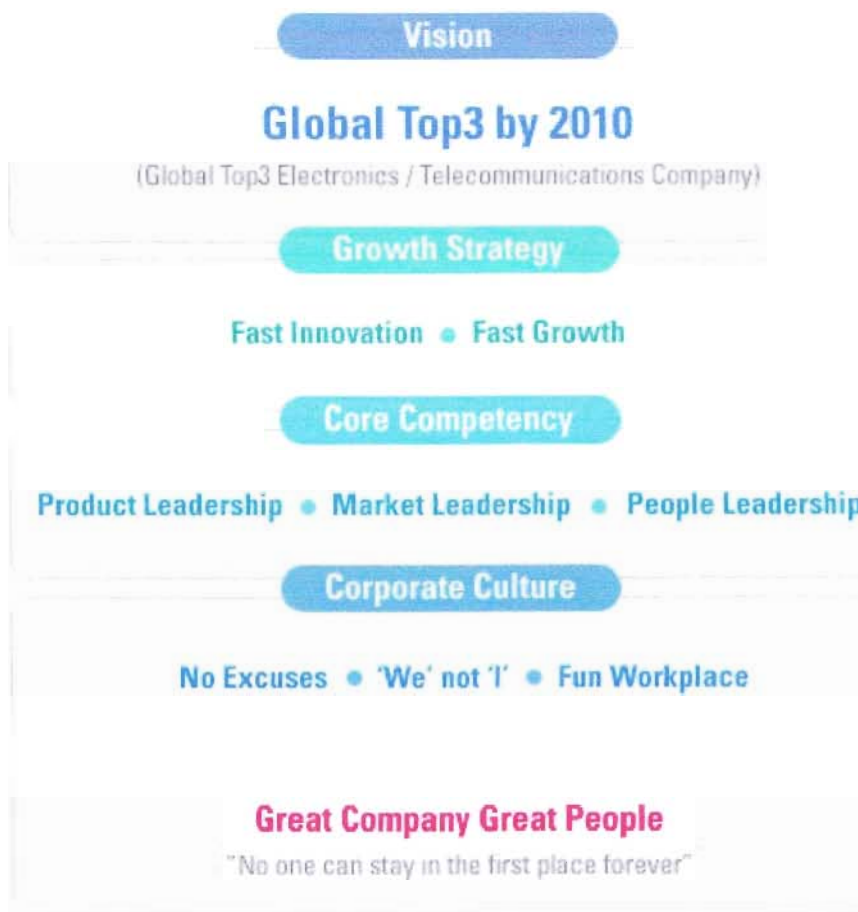 Vision
Global Top3 by 2010
(Global Top3 Electronics / Telecommunications Company)
Growth Strategy
Fast Innovation • Fast Growth
Core Competency
Product Leadership • Market Leadership • People Leadership
Corporate Culture
No Excuses • 'We' not 'I' • Fun Workplace
Great Company Great People
"No one can stay in the first place forever"